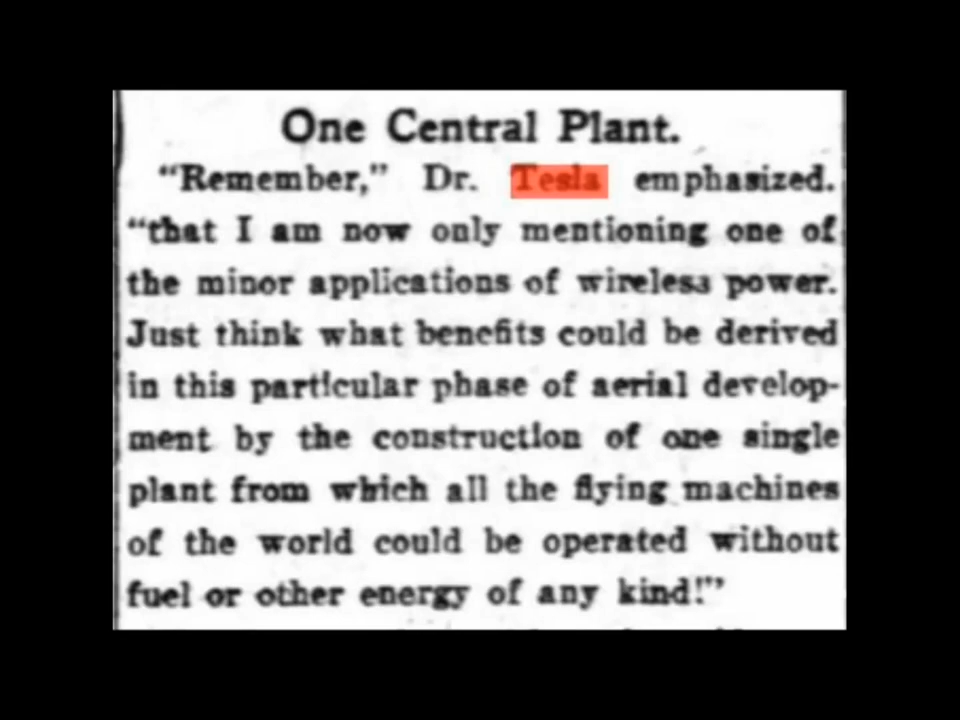 One Central Plant.
“Remember,” Dr. Tesla emphasized.
“that I am now only mentioning one of
the minor applications of wireless power.
Just think what benefits could be derived
in this particular phase of aerial develop-
ment by the construction of one single
plant from which all the flying machines
of the world could be operated without
fuel or other energy of any kind!”